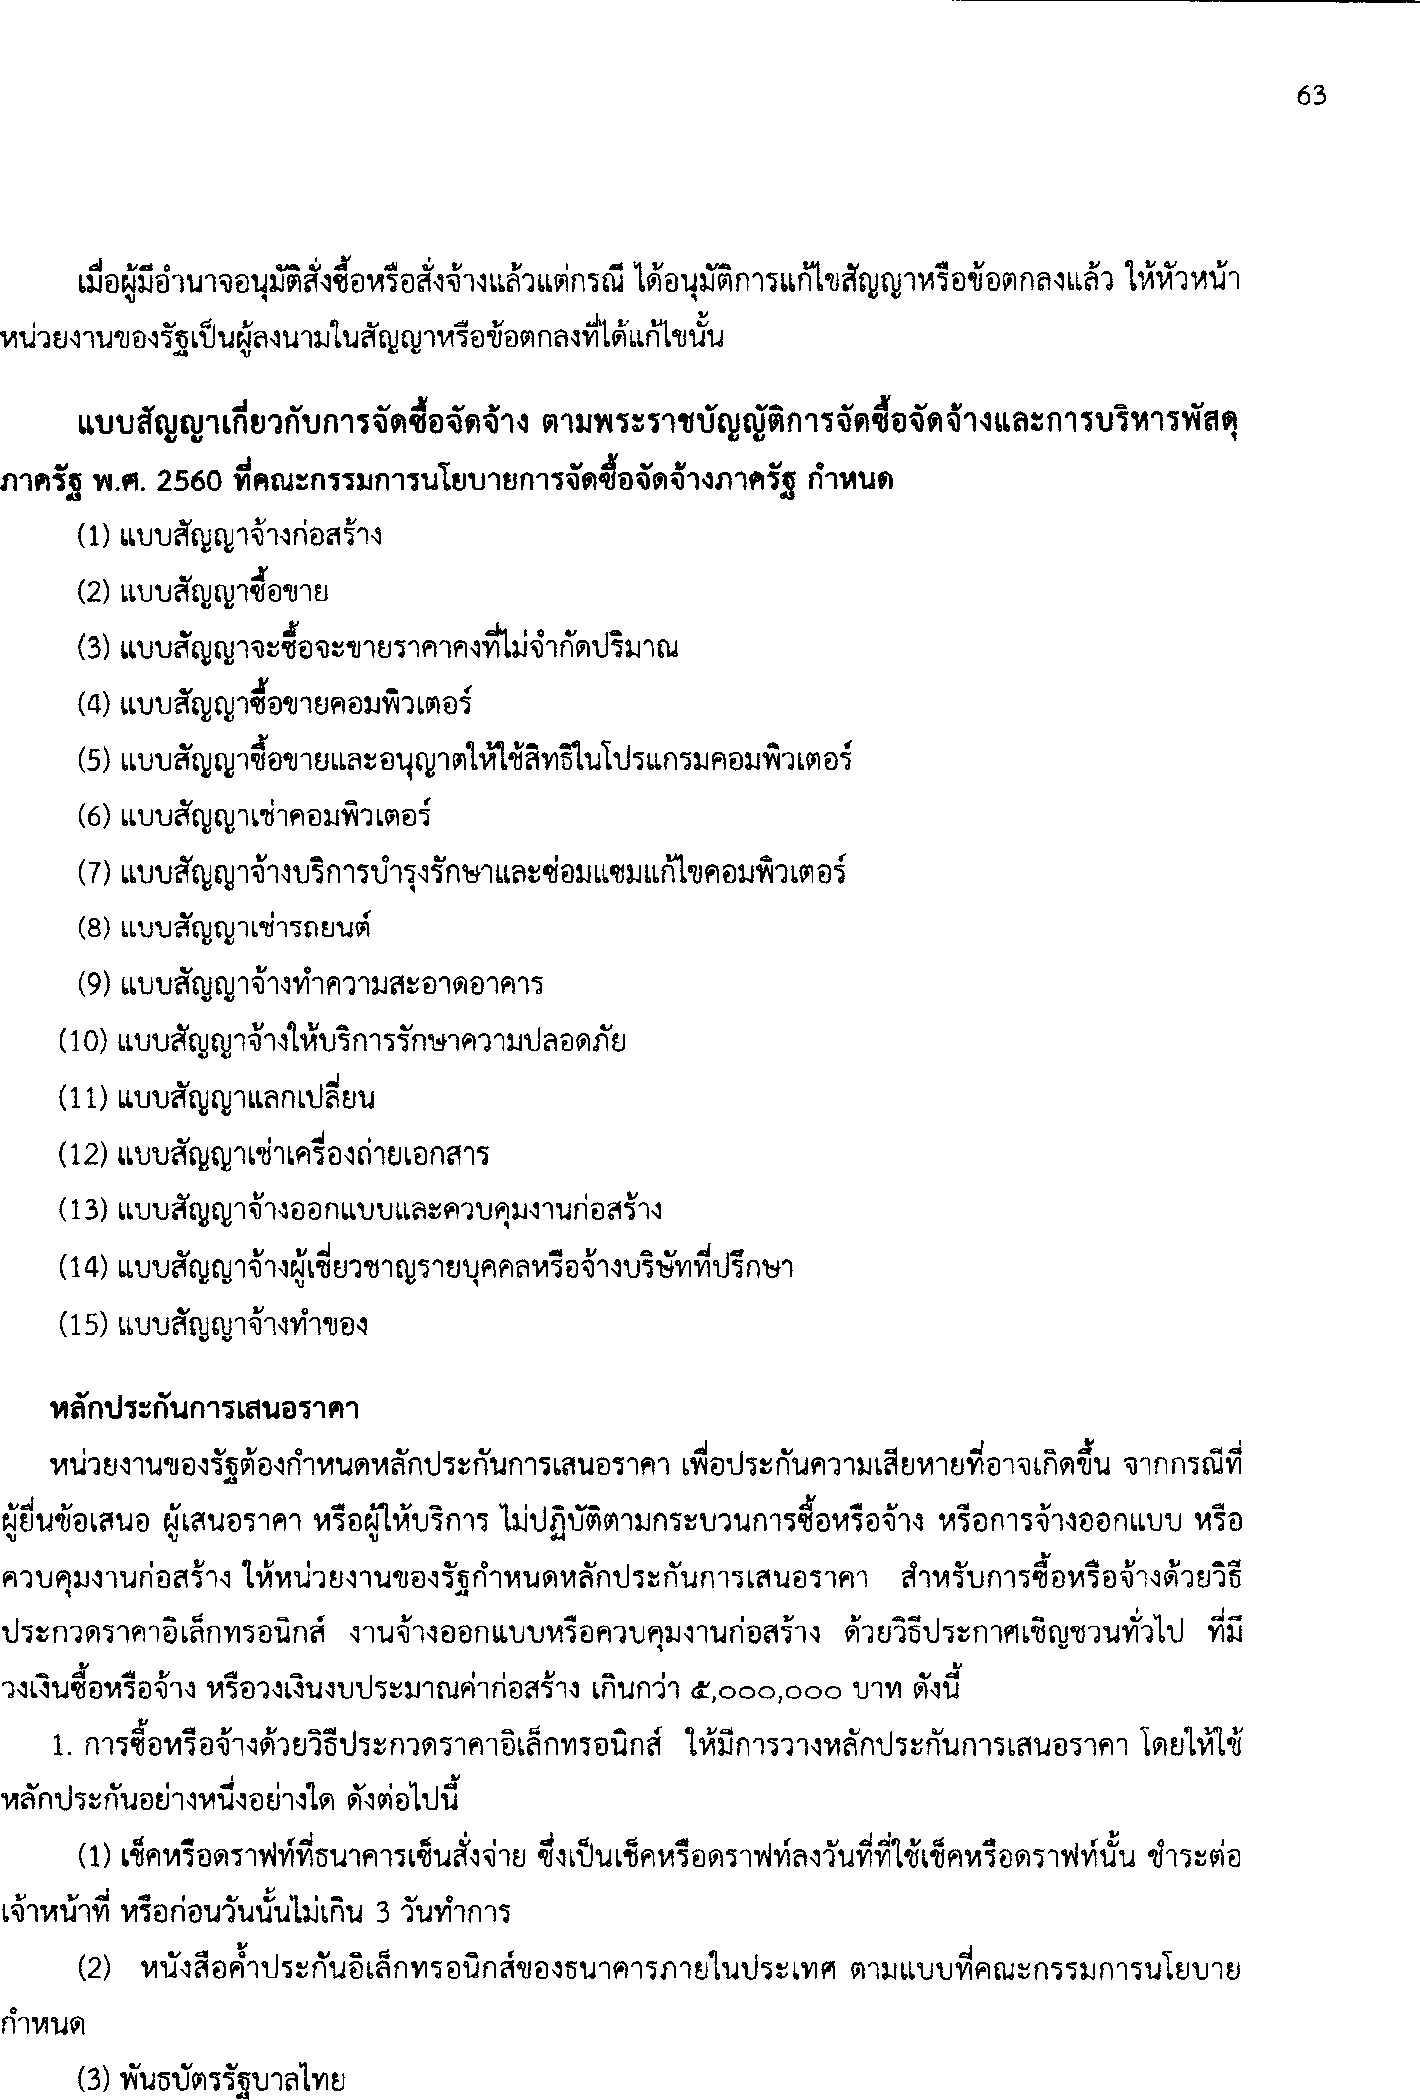 63
เมื่อผู้มีอำนาจอนุมัติสั่งซื้อหรือสั่งจ้างแล้วแต่กรณี ได้อนุมัติการแก้ไขสัญญาหรือข้อตกลงแล้ว ให้หัวหน้า
หน่วยงานของรัฐเป็นผู้ลงนามในสัญญาหรือข้อตกลงที่ได้แก้ไขนั้น
แบบสัญญาเกี่ยวกับการจัดซื้อจัดจ้าง ตามพระราชบัญญัติการจัดซื้อจัดจ้างและการบริหารพัสดุ
ภาครัฐ พ.ศ. 2560 ที่คณะกรรมการนโยบายการจัดซื้อจัดจ้างภาครัฐ กำหนด
(1) แบบสัญญาจ้างก่อสร้าง
(2) แบบสัญญาซื้อขาย
(3) แบบสัญญาจะซื้อจะขายราคาคงที่ไม่จำกัดปริมาณ
(4) แบบสัญญาซื้อขายคอมพิวเตอร์
(5) แบบสัญญาซื้อขายและอนุญาตให้ใช้สิทธิในโปรแกรมคอมพิวเตอร์
(6) แบบสัญญาเช่าคอมพิวเตอร์
(7) แบบสัญญาจ้างบริการบำรุงรักษาและซ่อมแซมแก้ไขคอมพิวเตอร์
(8) แบบสัญญาเช่ารถยนต์
(9) แบบสัญญาจ้างทำความสะอาดอาคาร
(10) แบบสัญญาจ้างให้บริการรักษาความปลอดภัย
(11) แบบสัญญาแลกเปลี่ยน
(12) แบบสัญญาเช่าเครื่องถ่ายเอกสาร
(13) แบบสัญญาจ้างออกแบบและควบคุมงานก่อสร้าง
(14) แบบสัญญาจ้างผู้เชี่ยวชาญรายบุคคลหรือจ้างบริษัทที่ปรึกษา
(15) แบบสัญญาจ้างทำของ
หลักประกันการเสนอราคา
หน่วยงานของรัฐต้องกำหนดหลักประกันการเสนอราคา เพื่อประกันความเสียหายที่อาจเกิดขึ้น จากกรณีที่
ผู้ยื่นข้อเสนอ ผู้เสนอราคา หรือผู้ให้บริการ ไม่ปฏิบัติตามกระบวนการซื้อหรือจ้าง หรือการจ้างออกแบบ หรือ
ควบคุมงานก่อสร้าง ให้หน่วยงานของรัฐกำหนดหลักประกันการเสนอราคา สำหรับการซื้อหรือจ้างด้วยวิธี
ประกวดราคาอิเล็กทรอนิกส์ งานจ้างออกแบบหรือควบคุมงานก่อสร้าง ด้วยวิธีประกาศเชิญชวนทั่วไป ที่มี
วงเงินซื้อหรือจ้าง หรือวงเงินงบประมาณค่าก่อสร้าง เกินกว่า ๕,๐๐๐,๐๐๐ บาท ดังนี้
1. การซื้อหรือจ้างด้วยวิธีประกวดราคาอิเล็กทรอนิกส์ ให้มีการวางหลักประกันการเสนอราคา โดยให้ใช้
หลักประกันอย่างหนึ่งอย่างใด ดังต่อไปนี้
(1) เช็คหรือดราฟท์ที่ธนาคารเซ็นสั่งจ่าย ซึ่งเป็นเช็คหรือดราฟท์ลงวันที่ที่ใช้เช็คหรือดราฟท์นั้น ชำระต่อ
เจ้าหน้าที่ หรือก่อนวันนั้นไม่เกิน 3 วันทำการ
(2) หนังสือค้ำประกันอิเล็กทรอนิกส์ของธนาคารภายในประเทศ ตามแบบที่คณะกรรมการนโยบาย
กำหนด
(3) พันธบัตรรัฐบาลไทย